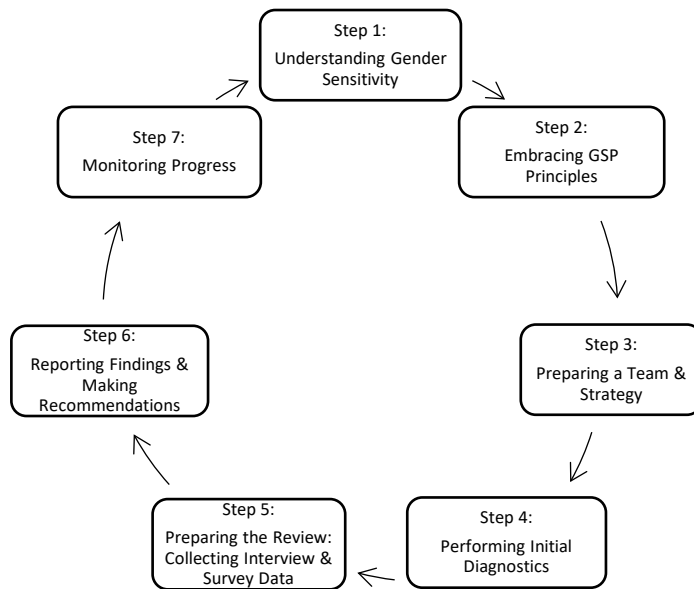 Step 1:
Understanding Gender
Sensitivity
Step 2:
Embracing GSP
Principles
Step 3:
Preparing a Team &
Strategy
Step 4:
Performing Initial
Diagnostics
Step 5:
Preparing the Review:
Collecting Interview &
Survey Data
Step 6:
Reporting Findings &
Making
Recommendations
Step 7:
Monitoring Progress